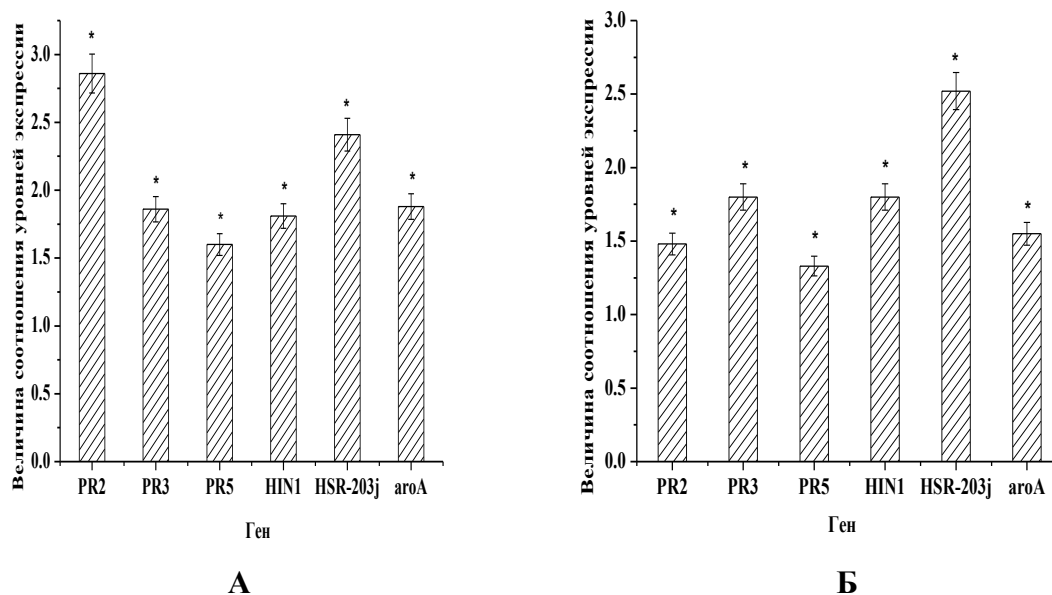 Величина соотношения уровней экспрессии
3.0
2.5
2.0
1.5
1.0
0.5
0.0
* * * * * *
PR2 PR3 PR5 HIN1 HSR-203j aroA
Ген
А
Величина соотношения уровней экспрессии
3.0
2.5
2.0
1.5
1.0
0.5
0.0
* * * * * *
PR2 PR3 PR5 HIN1 HSR-203j aroA
Ген
Б